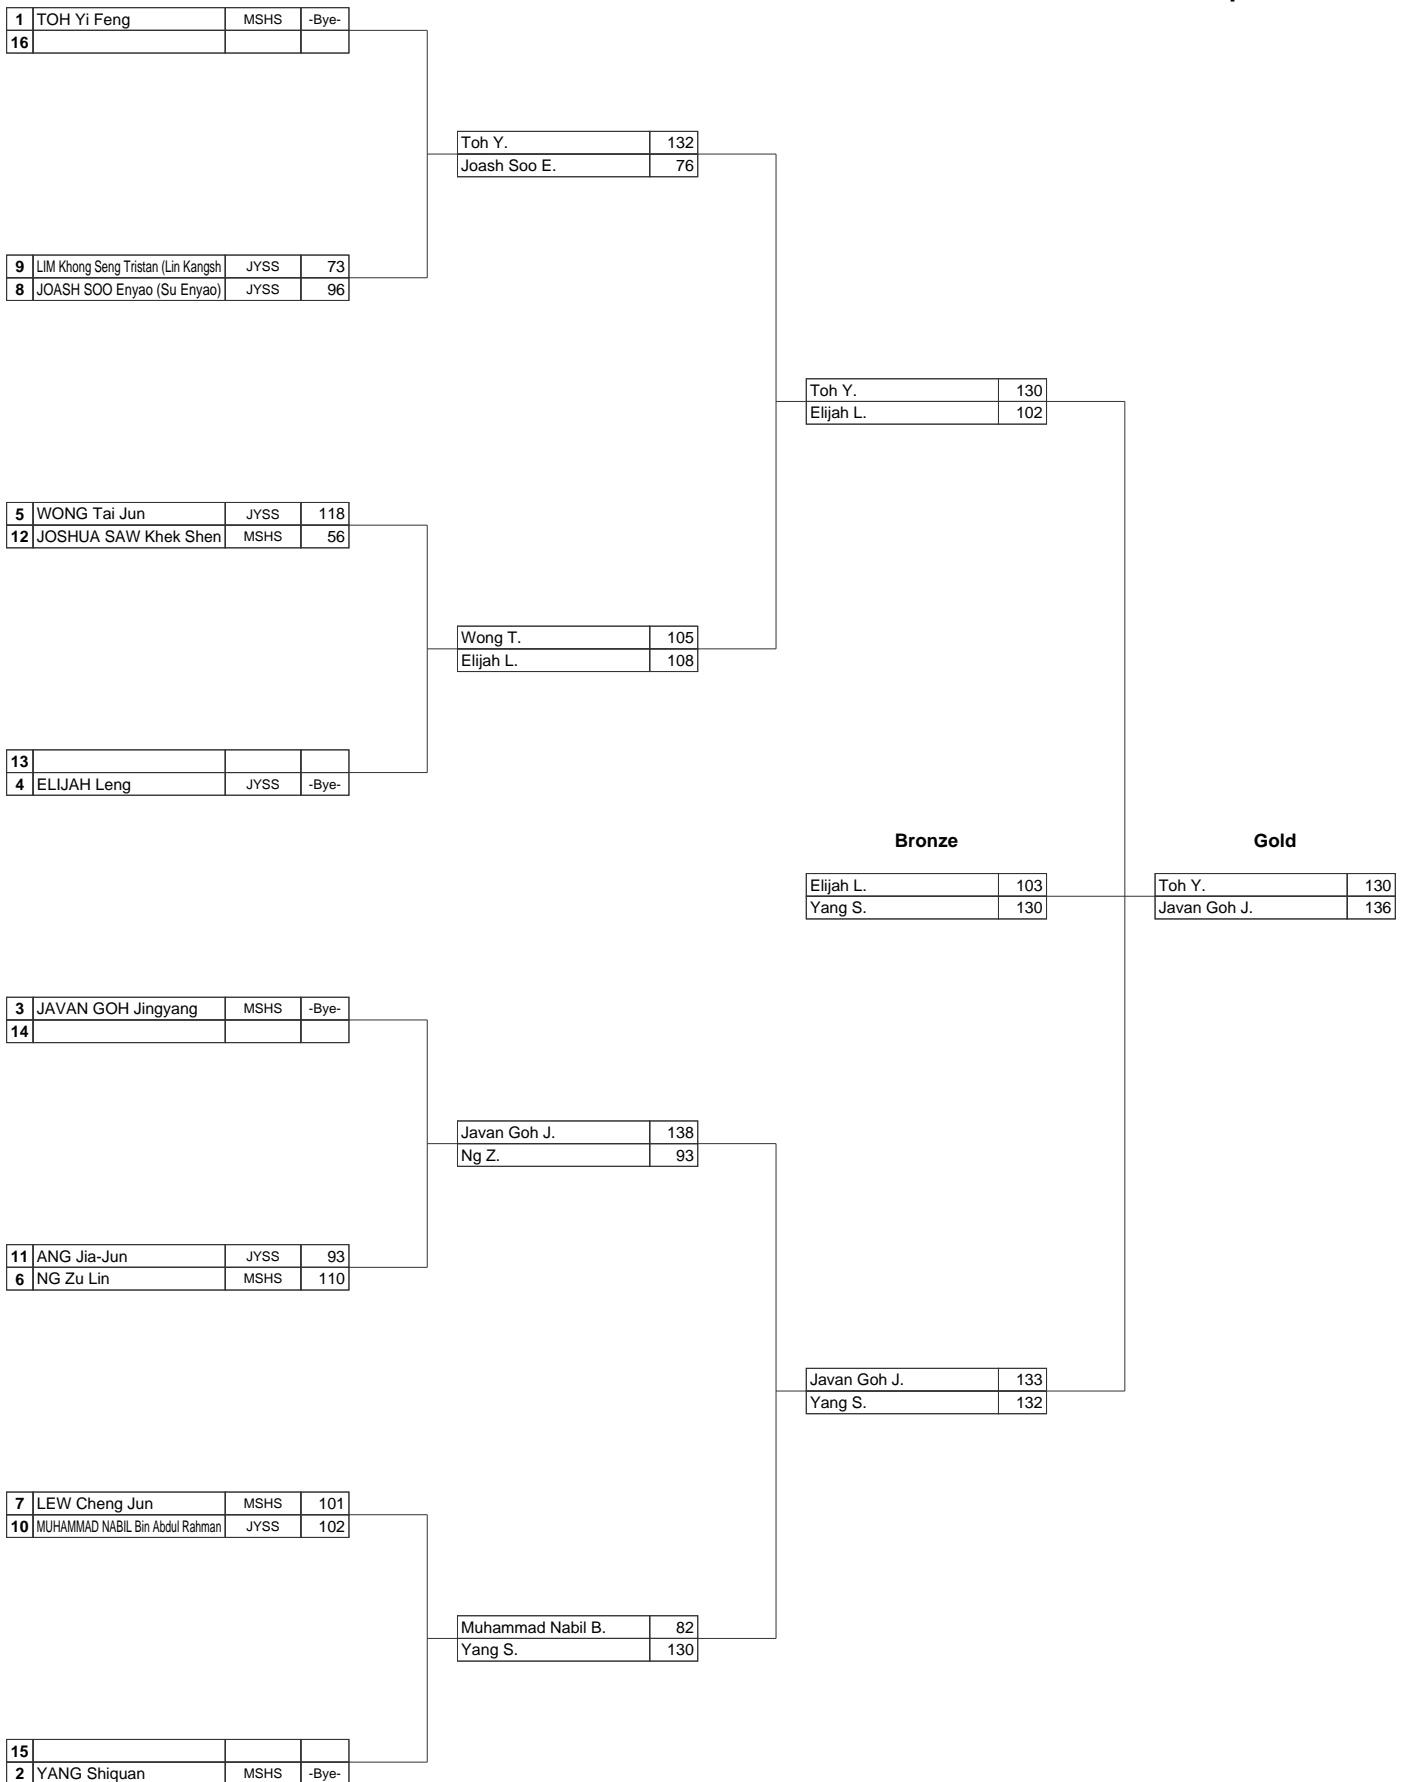 1 TOH Yi Feng MSHS -Bye-
16
Toh Y. 132
Joash Soo E. 76
9 LIM Khong Seng Tristan (Lin Kangsh JYSS 73
8 JOASH SOO Enyao (Su Enyao) JYSS 96
Toh Y. 130
Elijah L. 102
5 WONG Tai Jun JYSS 118
12 JOSHUA SAW Khek Shen MSHS 56
Wong T. 105
Elijah L. 108
13
4 ELIJAH Leng JYSS -Bye-
Bronze Gold
Elijah L. 103 Toh Y. 130
Yang S. 130 Javan Goh J. 136
3 JAVAN GOH Jingyang MSHS -Bye-
14
Javan Goh J. 138
Ng Z. 93
11 ANG Jia-Jun JYSS 93
6 NG Zu Lin MSHS 110
Javan Goh J. 133
Yang S. 132
7 LEW Cheng Jun MSHS 101
10 MUHAMMAD NABIL Bin Abdul Rahman JYSS 102
Muhammad Nabil B. 82
Yang S. 130
15
2 YANG Shiquan MSHS -Bye-